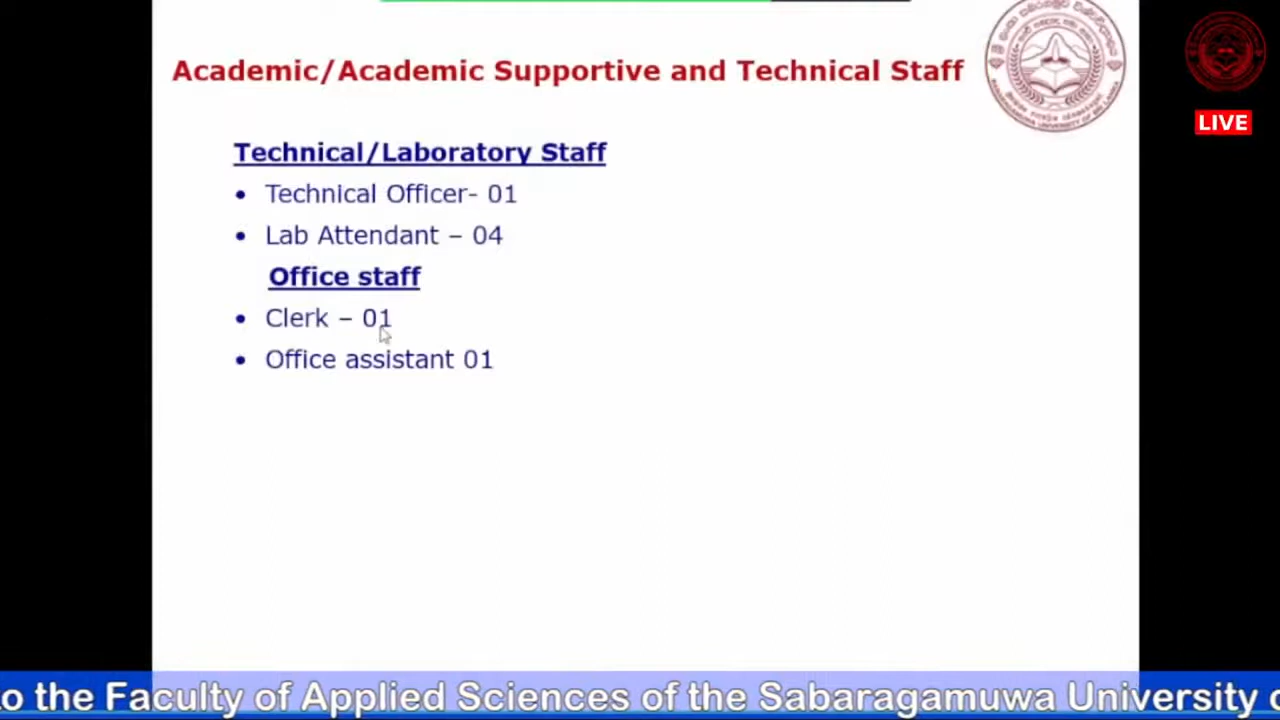 Academic/Academic Supportive and Technical Staff
LIVE
Technical/Laboratory Staff
• Technical Officer- 01
• Lab Attendant – 04
Office staff
• Clerk – 01
• Office assistant 01
o the Faculty of Applied Sciences of the Sabaragamuwa University o